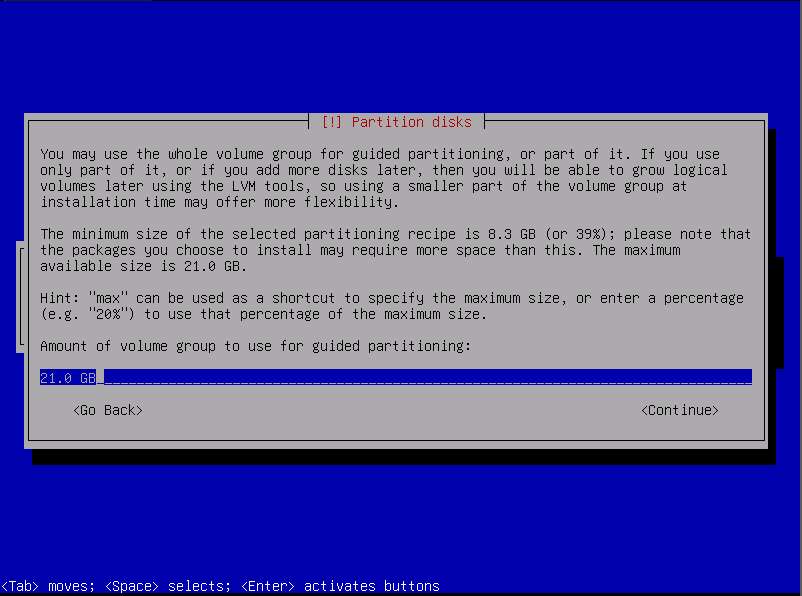 [!] Partition disks
You may use the whole volume group for guided partitioning, or part of it. If you use
only part of it, or if you add more disks later, then you will be able to grow logical
volumes later using the LVM tools, so using a smaller part of the volume group at
installation time may offer more flexibility.
The minimum size of the selected partitioning recipe is 8.3 GB (or 39%); please note that
the packages you choose to install may require more space than this. The maximum
available size is 21.0 GB.
Hint: "max" can be used as a shortcut to specify the maximum size, or enter a percentage
(e.g. "20%") to use that percentage of the maximum size.
Amount of volume group to use for guided partitioning:
21.0 GB
<Go Back> <Continue>
<Tab> moves; <Space> selects; <Enter> activates buttons